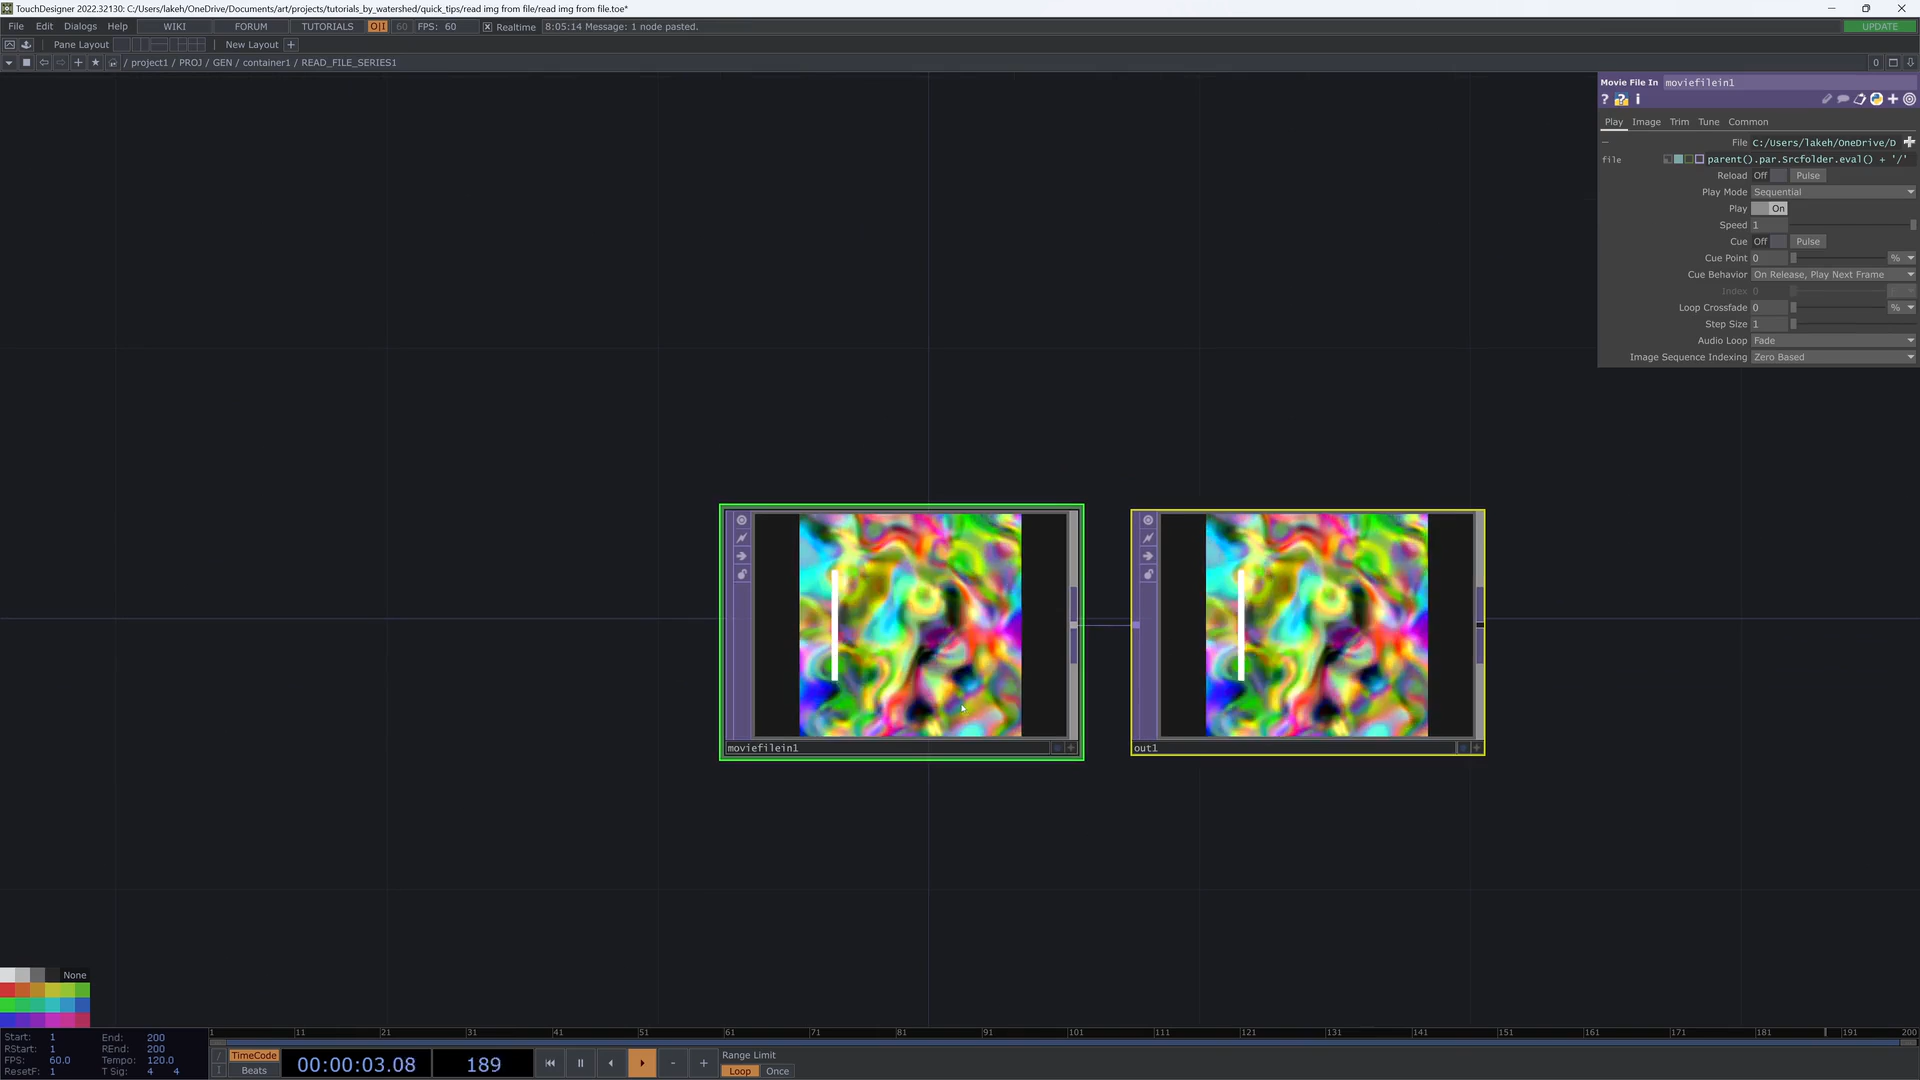 TouchDesigner 2022.32130: C:/Users/lakeh/OneDrive/Documents/art/projects/tutorials_by_watershed/quick_tips/read img from file/read img from file.toe*
File Edit Dialogs Help WIKI FORUM TUTORIALS O|I 60 FPS: 60 Realtime 8:05:14 Message: 1 node pasted. UPDATE
Pane Layout New Layout +
/ project1 / PROJ / GEN / container1 / READ_FILE_SERIES1 0
Movie File In moviefilein1
? ? i
Play Image Trim Tune Common
File C:/Users/lakeh/OneDrive/D
file parent().par.Srcfolder.eval() + '/'
Reload Off Pulse
Play Mode Sequential
Play On
Speed 1
Cue Off Pulse
Cue Point 0 %
Cue Behavior On Release, Play Next Frame
Index 0
Loop Crossfade 0 %
Step Size 1
Audio Loop Fade
Image Sequence Indexing Zero Based
moviefilein1
out1
None
1 11 21 31 41 51 61 71 81 91 101 111 121 131 141 151 161 171 181 191 200
Start: 1 End: 200
RStart: 1 REnd: 200
FPS: 60.0 Tempo: 120.0
ResetF: 1 T Sig: 4 4
TimeCode
Beats
00:00:03.08 189
Range Limit
Loop Once